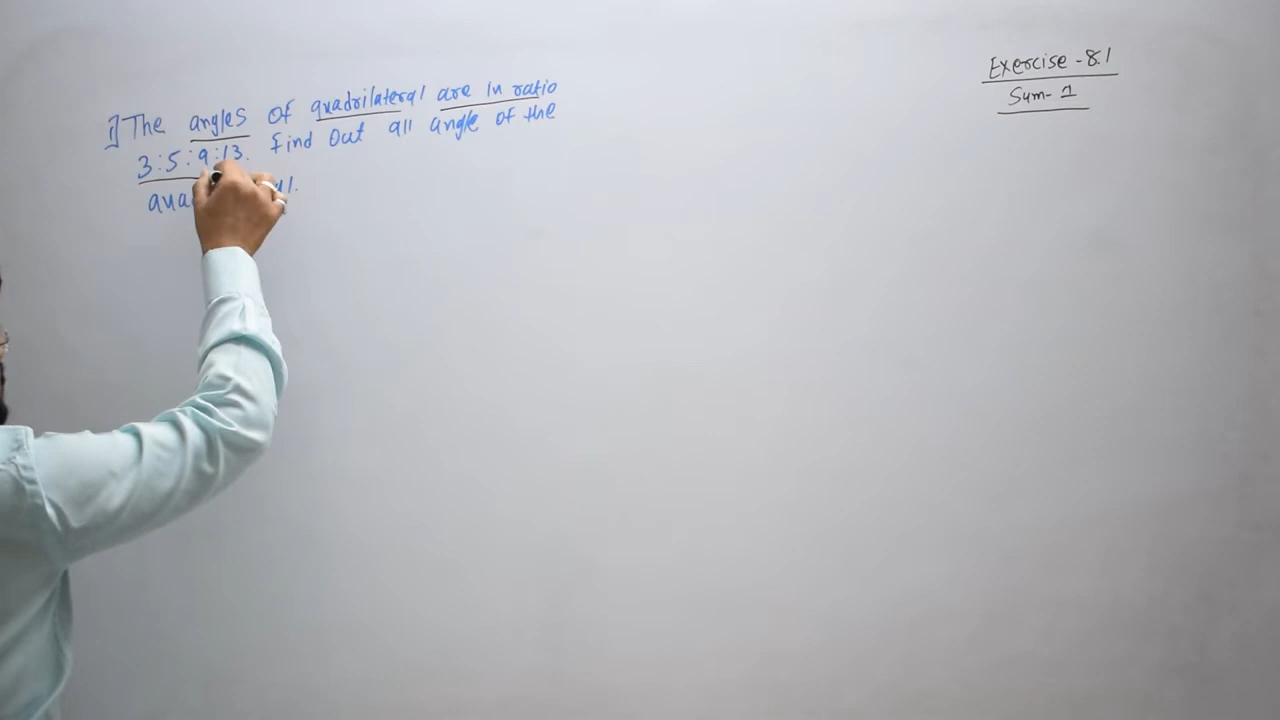 1] The angles of quadrilateral are in ratio
3:5:9:13. find out all angle of the
Exercise - 8.1
Sum- 1